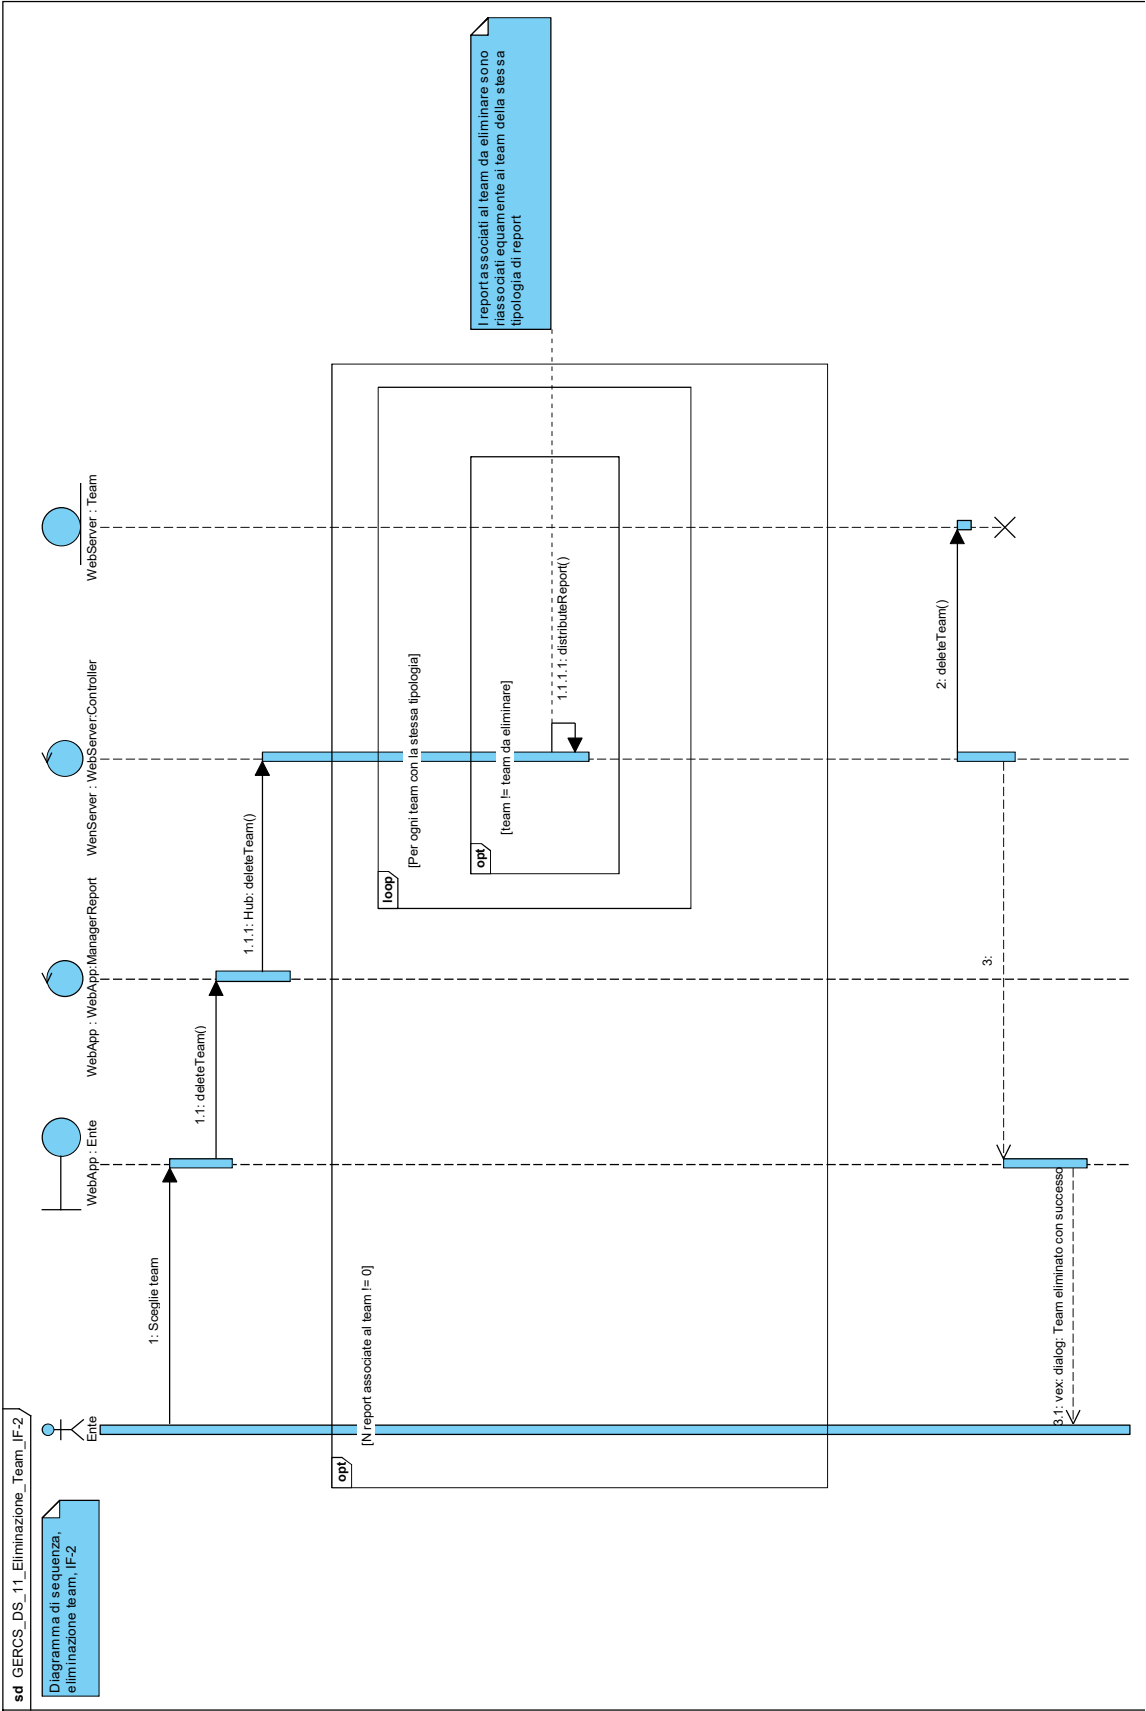 sd GERCS_DS_11_Eliminazione_Team_IF-2
Diagramma di sequenza,
eliminazione team, IF-2
Ente
WebApp : Ente
WebApp : WebApp:ManagerReport
WenServer : WebServer:Controller
WebServer : Team
1: Sceglie team
1.1: deleteTeam()
1.1.1: Hub: deleteTeam()
opt
[N report associate al team != 0]
loop
[Per ogni team con la stessa tipologia]
opt
[team != team da eliminare]
1.1.1.1: distributeReport()
I report associati al team da eliminare sono
riassociati equamente ai team della stessa
tipologia di report
2: deleteTeam()
3:
3.1: vex: dialog: Team eliminato con successo